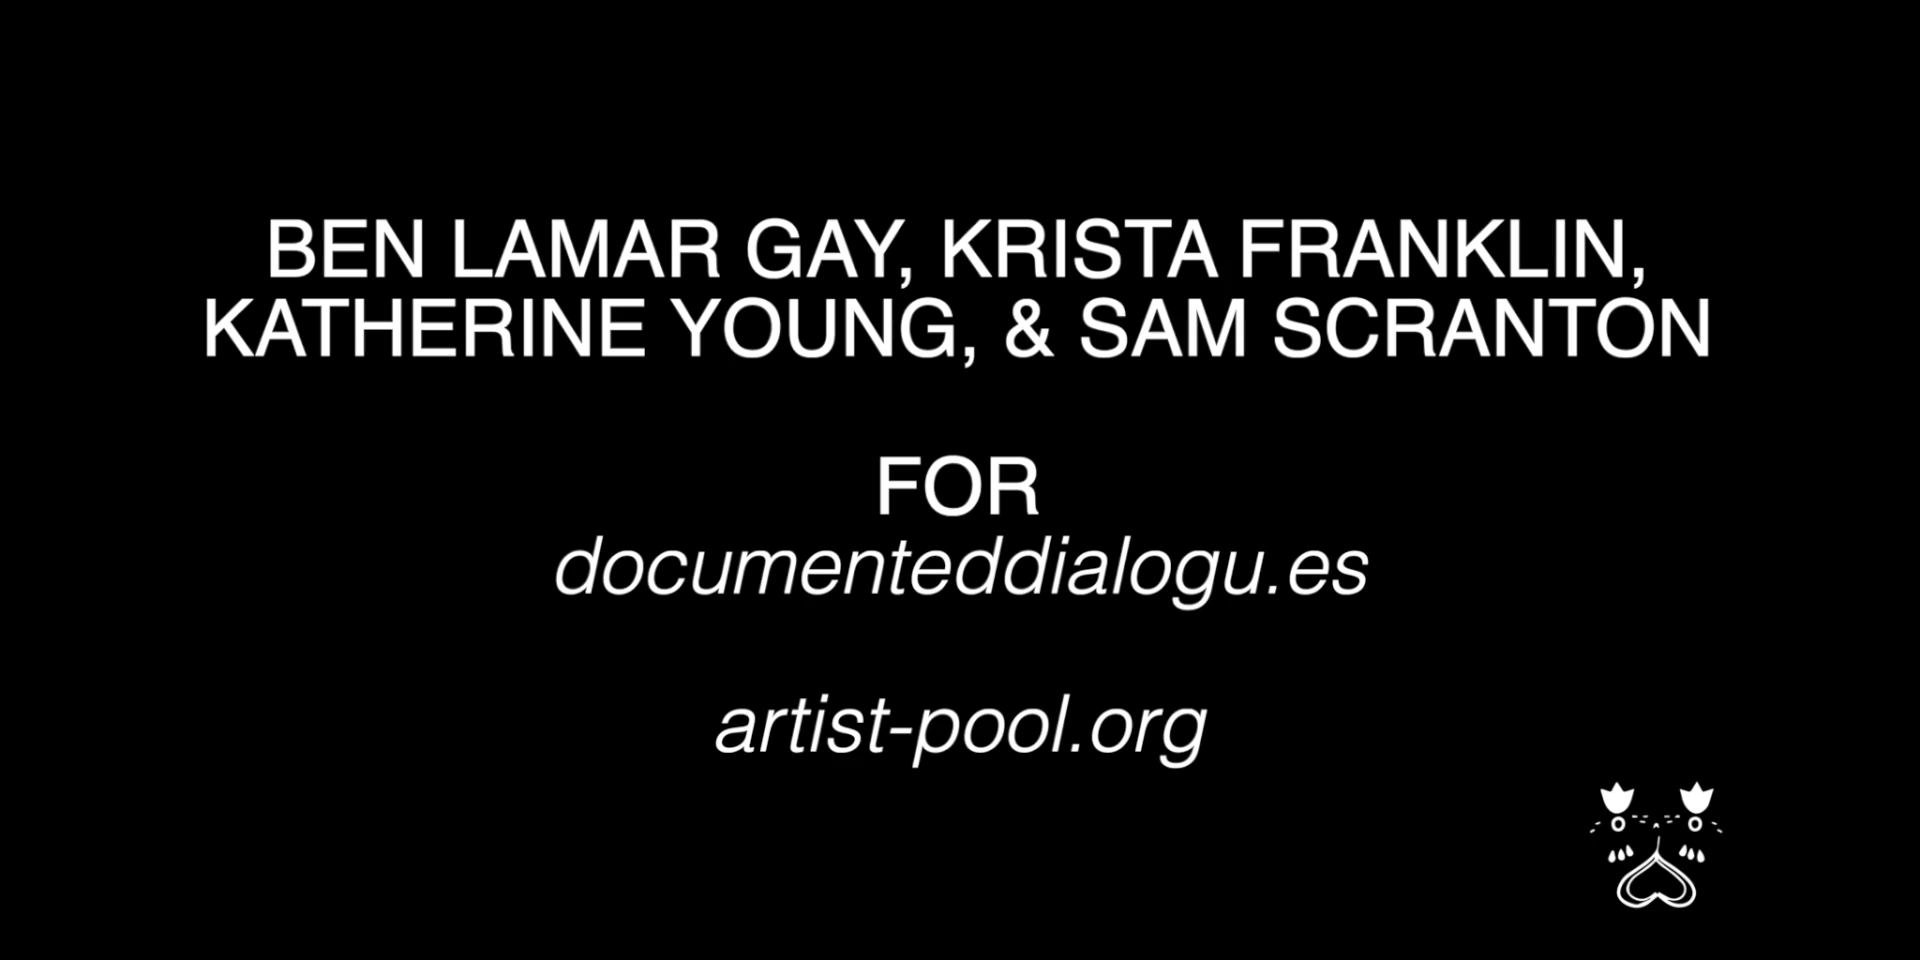 BEN LAMAR GAY, KRISTA FRANKLIN,
KATHERINE YOUNG, & SAM SCRANTON
FOR
documenteddialogu.es
artist-pool.org